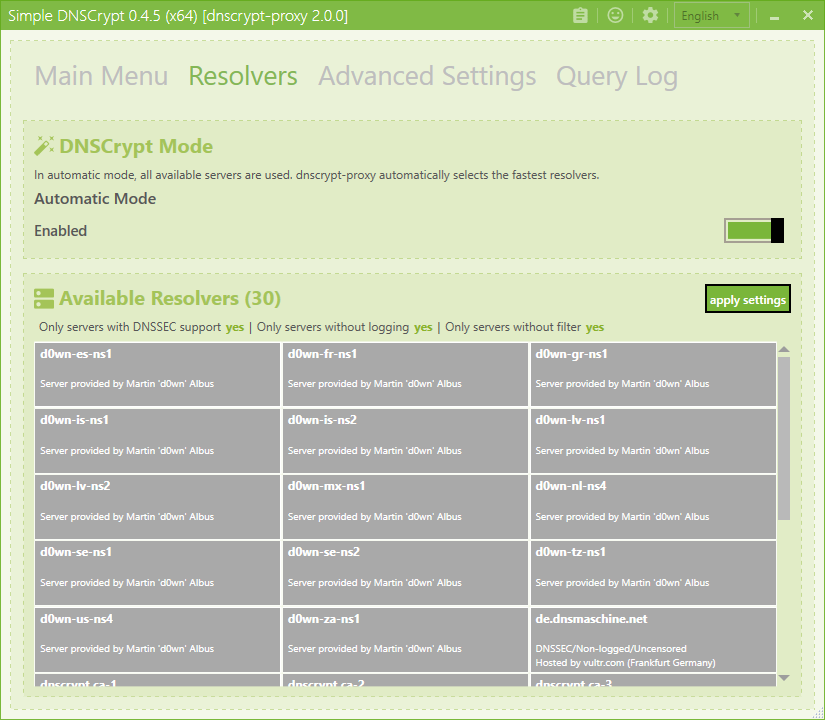 Simple DNSCrypt 0.4.5 (x64) [dnscrypt-proxy 2.0.0]
English
Main Menu Resolvers Advanced Settings Query Log
DNSCrypt Mode
In automatic mode, all available servers are used. dnscrypt-proxy automatically selects the fastest resolvers.
Automatic Mode
Enabled
Available Resolvers (30)
apply settings
Only servers with DNSSEC support yes | Only servers without logging yes | Only servers without filter yes
d0wn-es-ns1 d0wn-fr-ns1 d0wn-gr-ns1
Server provided by Martin 'd0wn' Albus Server provided by Martin 'd0wn' Albus Server provided by Martin 'd0wn' Albus
d0wn-is-ns1 d0wn-is-ns2 d0wn-lv-ns1
Server provided by Martin 'd0wn' Albus Server provided by Martin 'd0wn' Albus Server provided by Martin 'd0wn' Albus
d0wn-lv-ns2 d0wn-mx-ns1 d0wn-nl-ns4
Server provided by Martin 'd0wn' Albus Server provided by Martin 'd0wn' Albus Server provided by Martin 'd0wn' Albus
d0wn-se-ns1 d0wn-se-ns2 d0wn-tz-ns1
Server provided by Martin 'd0wn' Albus Server provided by Martin 'd0wn' Albus Server provided by Martin 'd0wn' Albus
d0wn-us-ns4 d0wn-za-ns1 de.dnsmaschine.net
Server provided by Martin 'd0wn' Albus Server provided by Martin 'd0wn' Albus DNSSEC/Non-logged/Uncensored
Hosted by vultr.com (Frankfurt Germany)
dnscrypt.ca-1 dnscrypt.ca-2 dnscrypt.ca-3